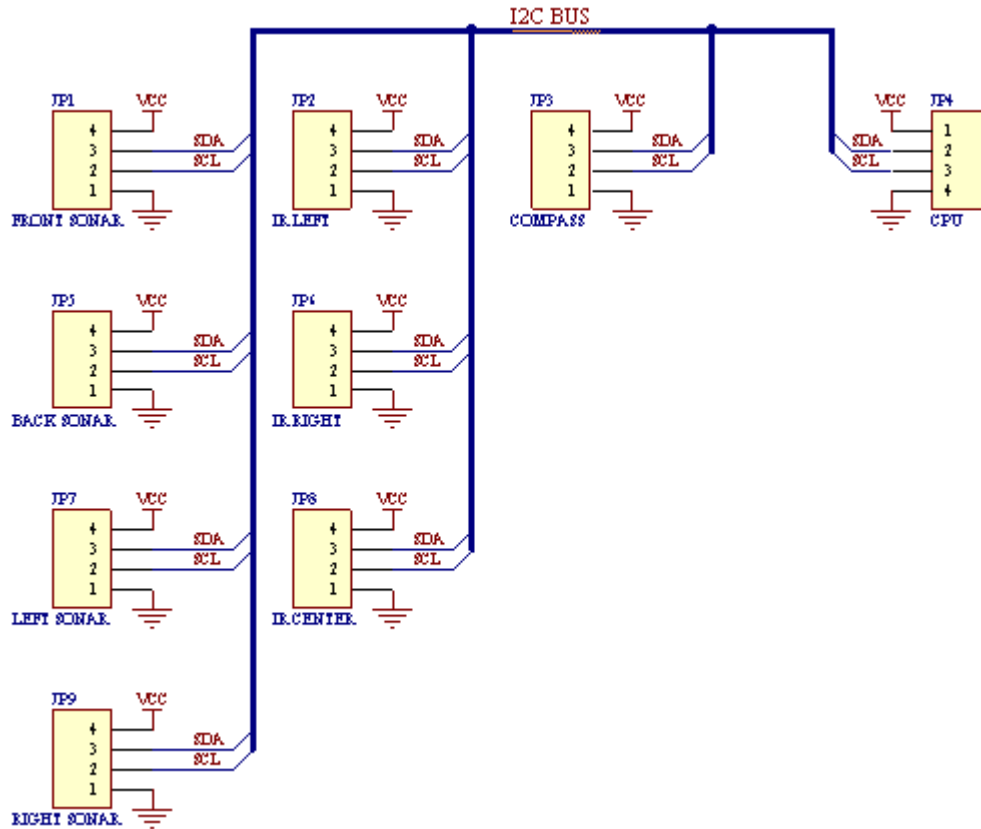 I2C BUS
JP1
VCC
4
3
2
1
SDA
SCL
FRONT SONAR
JP2
VCC
4
3
2
1
SDA
SCL
IR LEFT
JP3
VCC
4
3
2
1
SDA
SCL
COMPASS
JP4
VCC
1
2
3
4
SDA
SCL
CPU
JP5
VCC
4
3
2
1
SDA
SCL
BACK SONAR
JP6
VCC
4
3
2
1
SDA
SCL
IR RIGHT
JP7
VCC
4
3
2
1
SDA
SCL
LEFT SONAR
JP8
VCC
4
3
2
1
SDA
SCL
IR CENTER
JP9
VCC
4
3
2
1
SDA
SCL
RIGHT SONAR